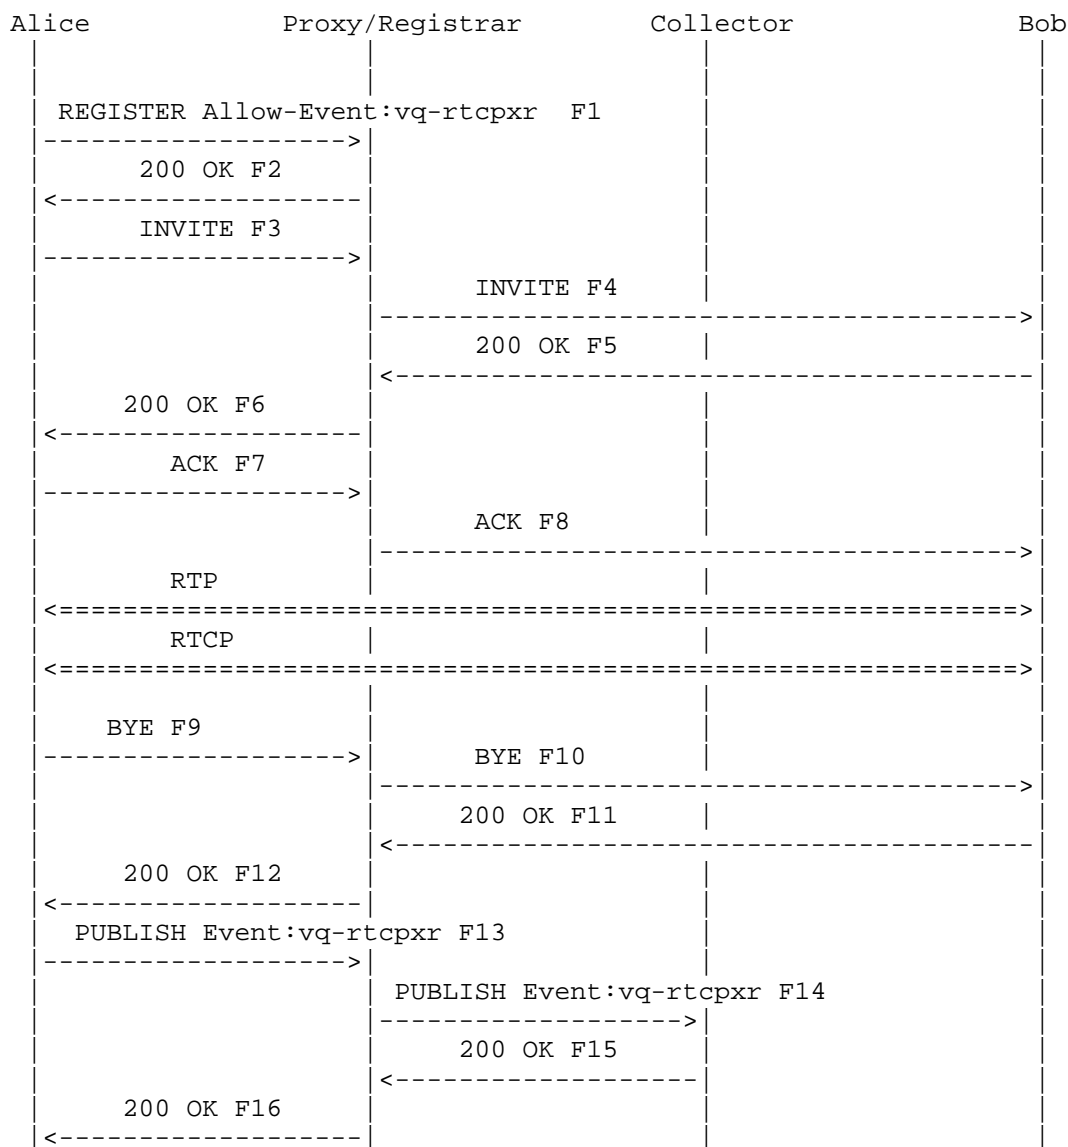 Alice Proxy/Registrar Collector Bob
REGISTER Allow-Event:vq-rtcpxr F1
200 OK F2
INVITE F3
INVITE F4
200 OK F5
200 OK F6
ACK F7
ACK F8
RTP
RTCP
BYE F9
BYE F10
200 OK F11
200 OK F12
PUBLISH Event:vq-rtcpxr F13
PUBLISH Event:vq-rtcpxr F14
200 OK F15
200 OK F16